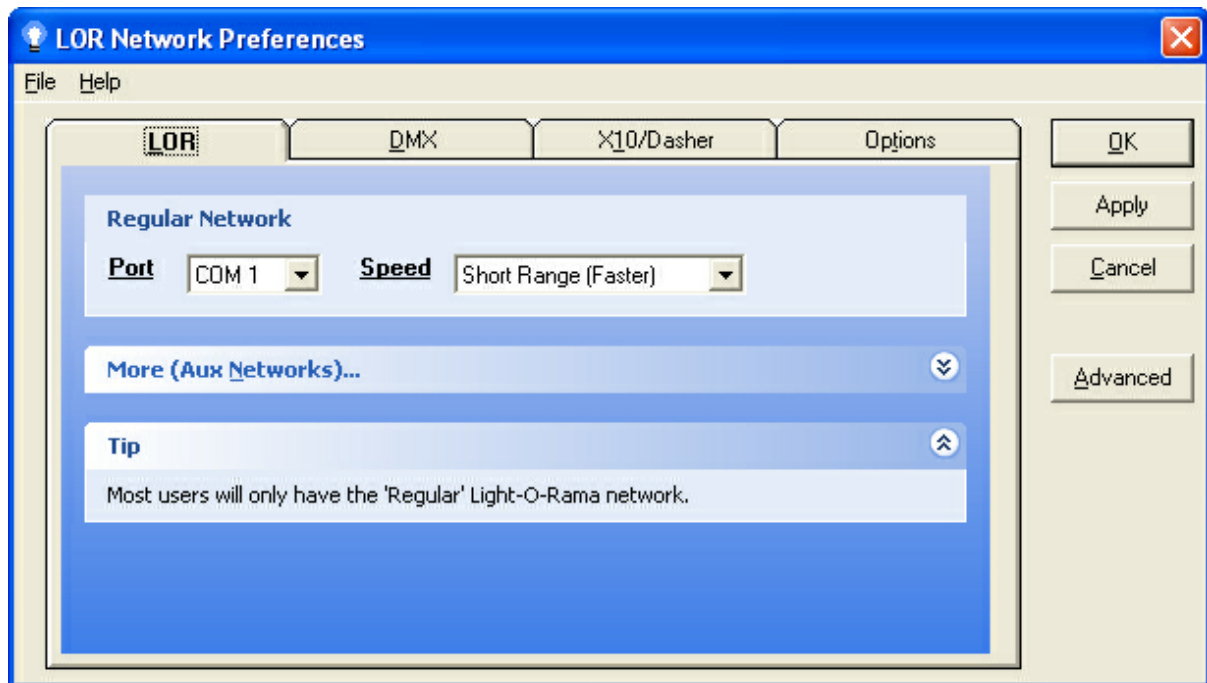 LOR Network Preferences
File Help
LOR DMX X10/Dasher Options
OK
Apply
Cancel
Advanced
Regular Network
Port COM 1 Speed Short Range (Faster)
More (Aux Networks)...
Tip
Most users will only have the 'Regular' Light-O-Rama network.